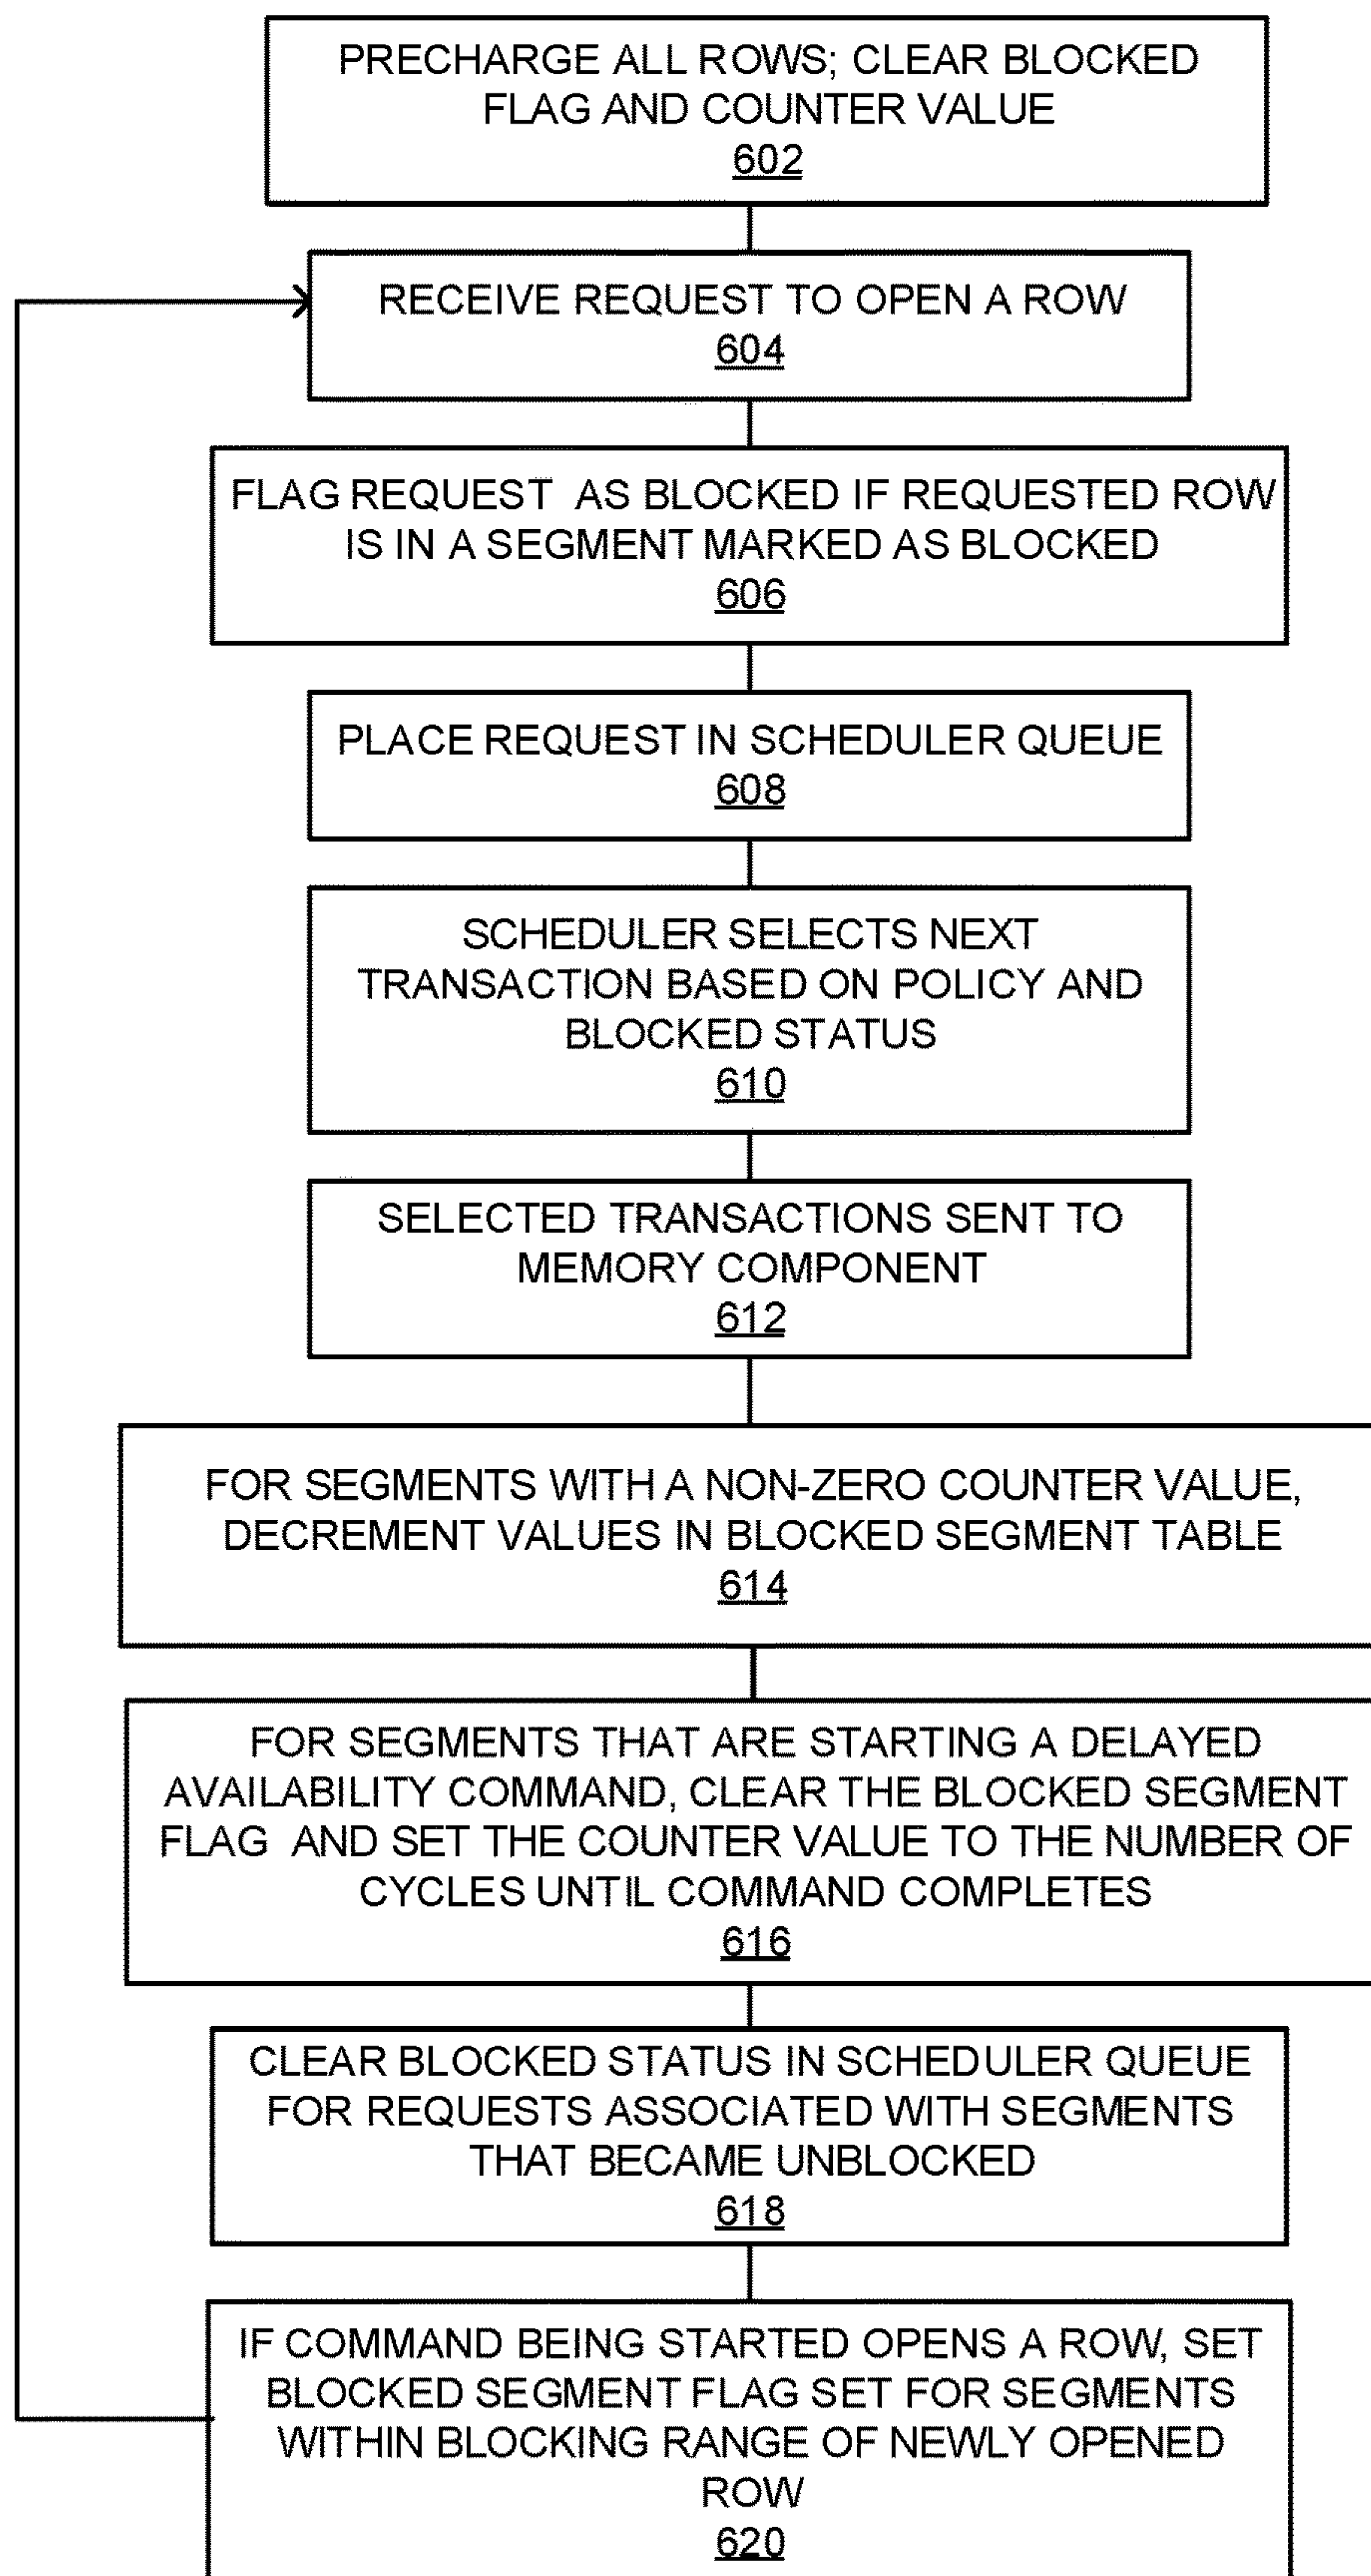 PRECHARGE ALL ROWS; CLEAR BLOCKED
FLAG AND COUNTER VALUE
602
RECEIVE REQUEST TO OPEN A ROW
604
FLAG REQUEST AS BLOCKED IF REQUESTED ROW
IS IN A SEGMENT MARKED AS BLOCKED
606
PLACE REQUEST IN SCHEDULER QUEUE
608
SCHEDULER SELECTS NEXT
TRANSACTION BASED ON POLICY AND
BLOCKED STATUS
610
SELECTED TRANSACTIONS SENT TO
MEMORY COMPONENT
612
FOR SEGMENTS WITH A NON-ZERO COUNTER VALUE,
DECREMENT VALUES IN BLOCKED SEGMENT TABLE
614
FOR SEGMENTS THAT ARE STARTING A DELAYED
AVAILABILITY COMMAND, CLEAR THE BLOCKED SEGMENT
FLAG AND SET THE COUNTER VALUE TO THE NUMBER OF
CYCLES UNTIL COMMAND COMPLETES
616
CLEAR BLOCKED STATUS IN SCHEDULER QUEUE
FOR REQUESTS ASSOCIATED WITH SEGMENTS
THAT BECAME UNBLOCKED
618
IF COMMAND BEING STARTED OPENS A ROW, SET
BLOCKED SEGMENT FLAG SET FOR SEGMENTS
WITHIN BLOCKING RANGE OF NEWLY OPENED
ROW
620